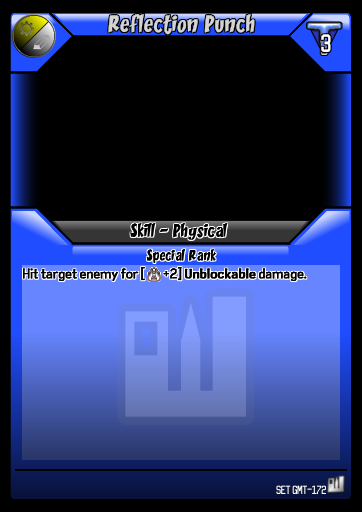 Reflection Punch
3
Skill - Physical
Special Rank
Hit target enemy for [ +2] Unblockable damage.
SET GMT-172